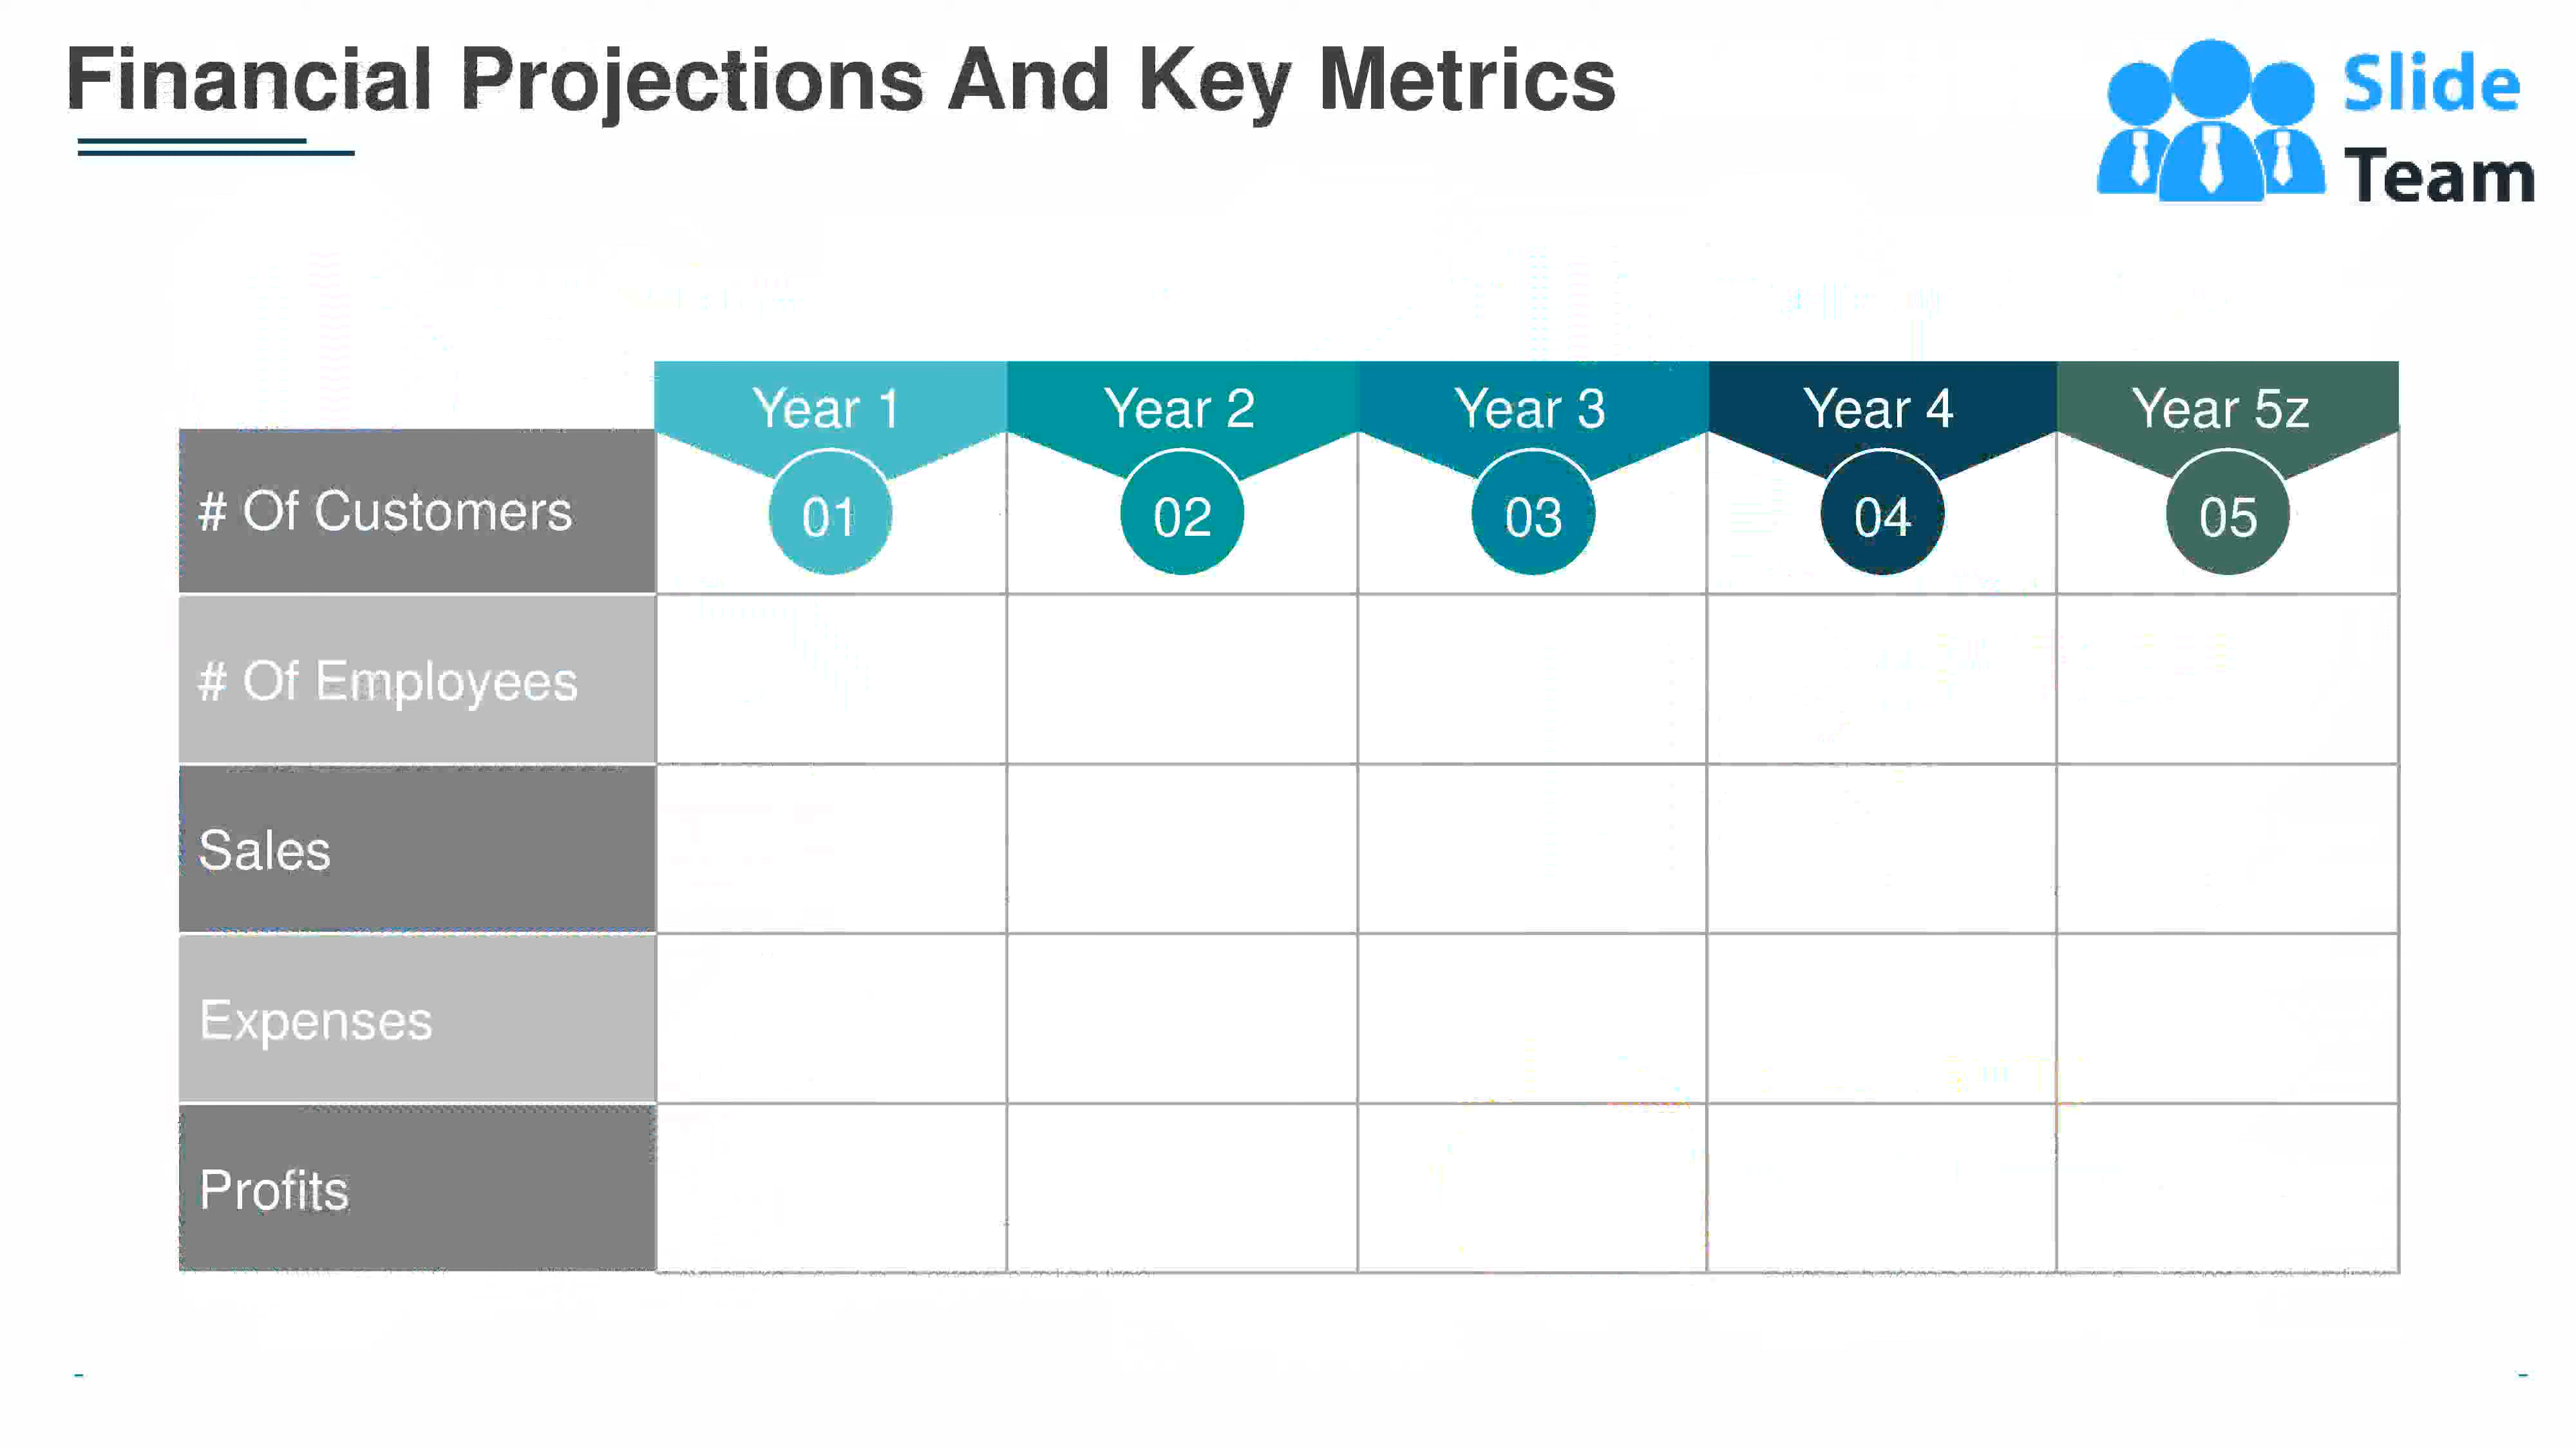 Financial Projections And Key Metrics
Slide
Team
Year 1 Year 2 Year 3 Year 4 Year 5z
# Of Customers 01 02 03 04 05
# Of Employees
Sales
Expenses
Profits